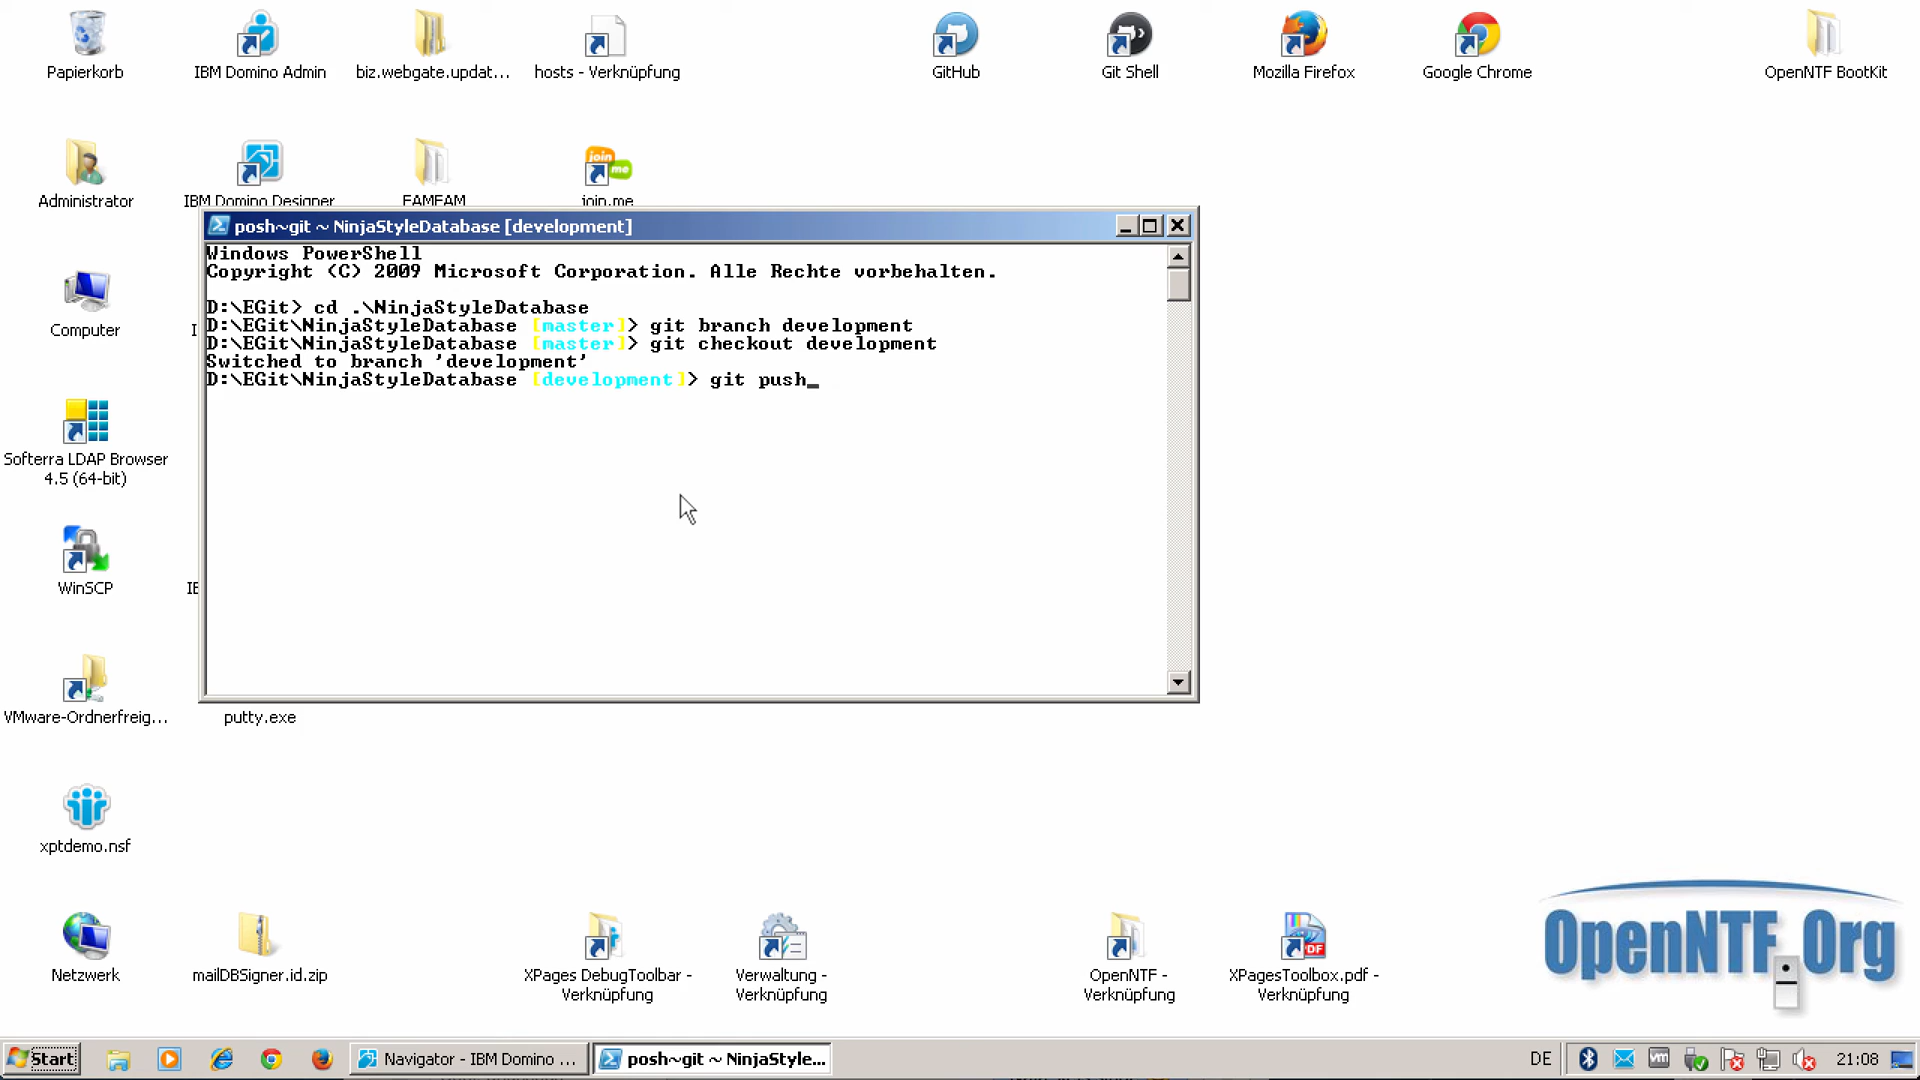 Papierkorb
IBM Domino Admin
biz.webgate.updat...
hosts - Verknüpfung
GitHub
Git Shell
Mozilla Firefox
Google Chrome
OpenNTF BootKit
Administrator
IBM Domino Designer
FAMFAM
join.me
posh~git ~ NinjaStyleDatabase [development]
Windows PowerShell
Copyright (C) 2009 Microsoft Corporation. Alle Rechte vorbehalten.
D:\EGit> cd .\NinjaStyleDatabase
D:\EGit\NinjaStyleDatabase [master]> git branch development
D:\EGit\NinjaStyleDatabase [master]> git checkout development
Switched to branch 'development'
D:\EGit\NinjaStyleDatabase [development]> git push_
Computer
Softerra LDAP Browser
4.5 (64-bit)
WinSCP
VMware-Ordnerfreig...
putty.exe
xptdemo.nsf
Netzwerk
mailDBSigner.id.zip
XPages DebugToolbar -
Verknüpfung
Verwaltung -
Verknüpfung
OpenNTF -
Verknüpfung
XPagesToolbox.pdf -
Verknüpfung
OpenNTF.Org
Start
Navigator - IBM Domino ...
posh~git ~ NinjaStyle...
DE
21:08